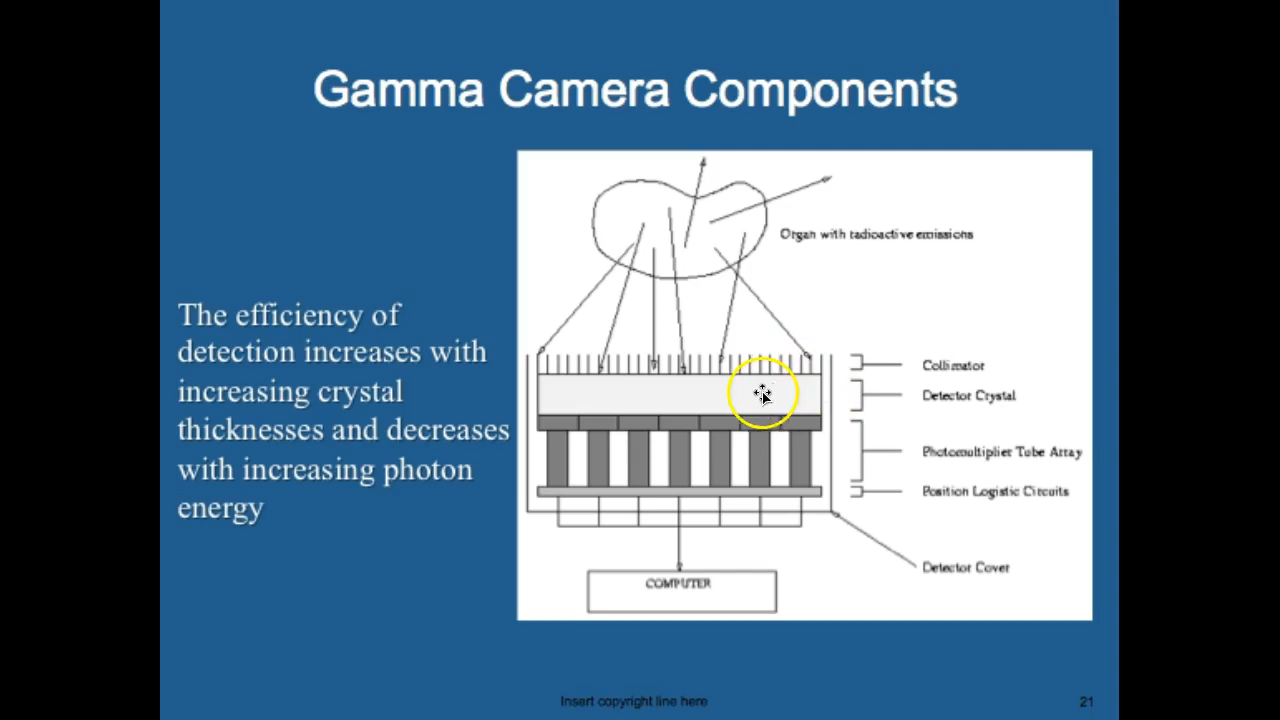 Gamma Camera Components
The efficiency of
detection increases with
increasing crystal
thicknesses and decreases
with increasing photon
energy
Organ with radioactive emissions
Collimator
Detector Crystal
Photomultiplier Tube Array
Position Logistic Circuits
Detector Cover
COMPUTER
Insert copyright line here
21